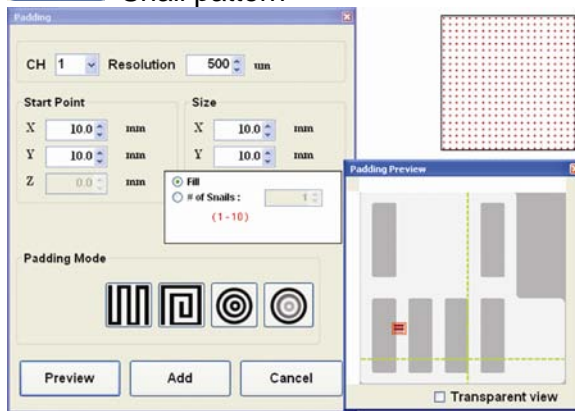 Snail pattern
Padding
CH 1 Resolution 500 um
Start Point
X 10.0 mm
Y 10.0 mm
Z 0.0 mm
Size
X 10.0 mm
Y 10.0 mm
Fill
# of Snails : 1
(1-10)
Padding Mode
Preview Add Cancel
Padding Preview
Transparent view